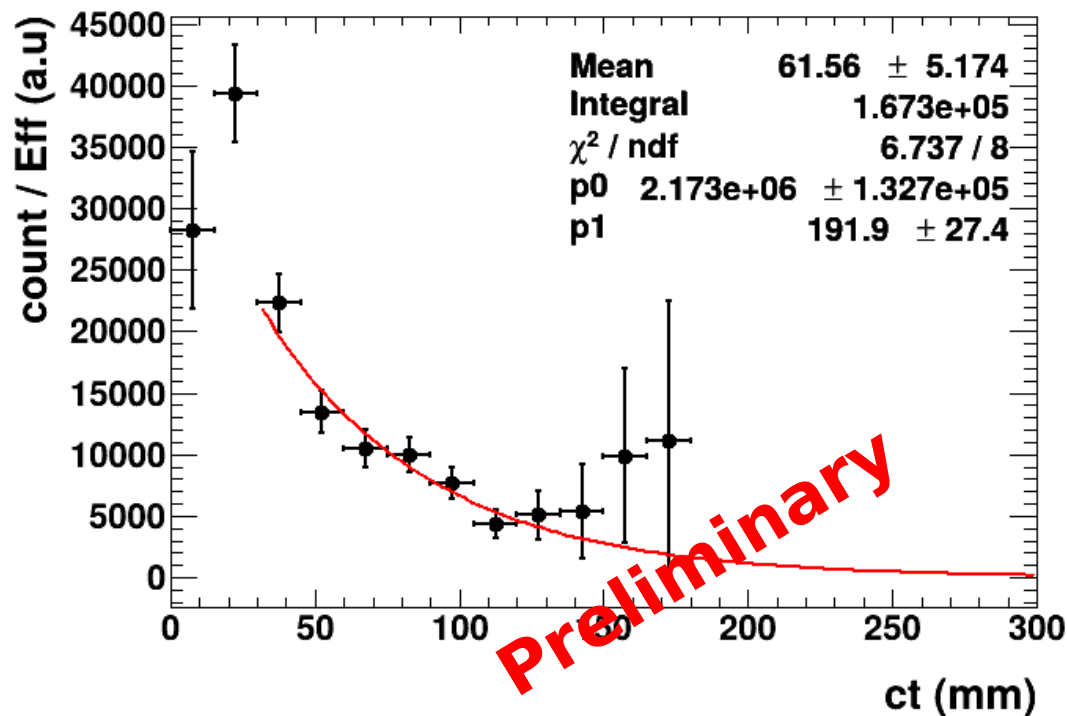 count / Eff (a.u)
45000
40000
35000
30000
25000
20000
15000
10000
5000
0
Mean 61.56 ± 5.174
Integral 1.673e+05
χ² / ndf 6.737 / 8
p0 2.173e+06 ± 1.327e+05
p1 191.9 ± 27.4
Preliminary
0 50 100 150 200 250 300
ct (mm)